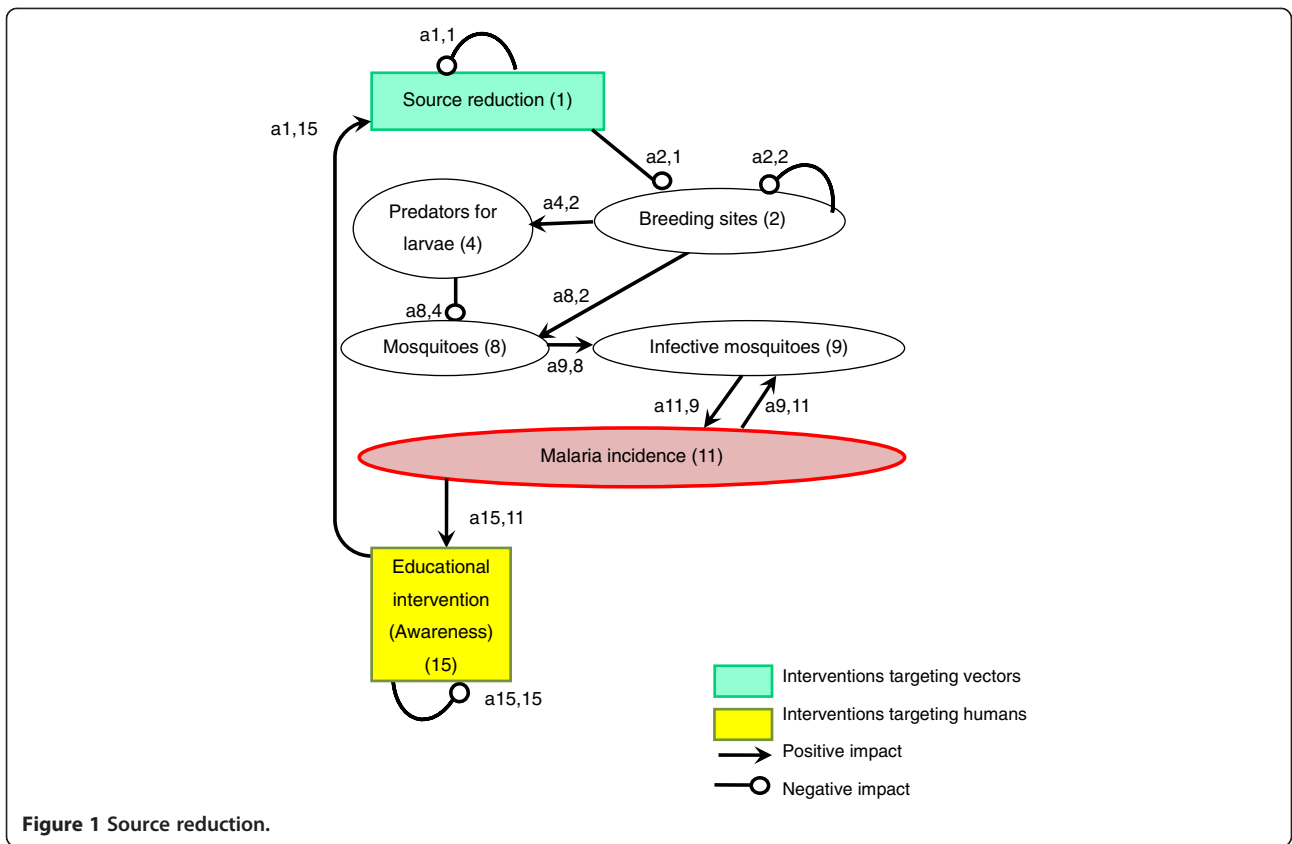 a1,1
Source reduction (1)
a1,15
a2,1
a2,2
Predators for
larvae (4)
a4,2
Breeding sites (2)
a8,4
a8,2
Mosquitoes (8)
a9,8
Infective mosquitoes (9)
a11,9
a9,11
Malaria incidence (11)
a15,11
Educational
intervention
(Awareness)
(15)
a15,15
Interventions targeting vectors
Interventions targeting humans
Positive impact
Negative impact
Figure 1 Source reduction.